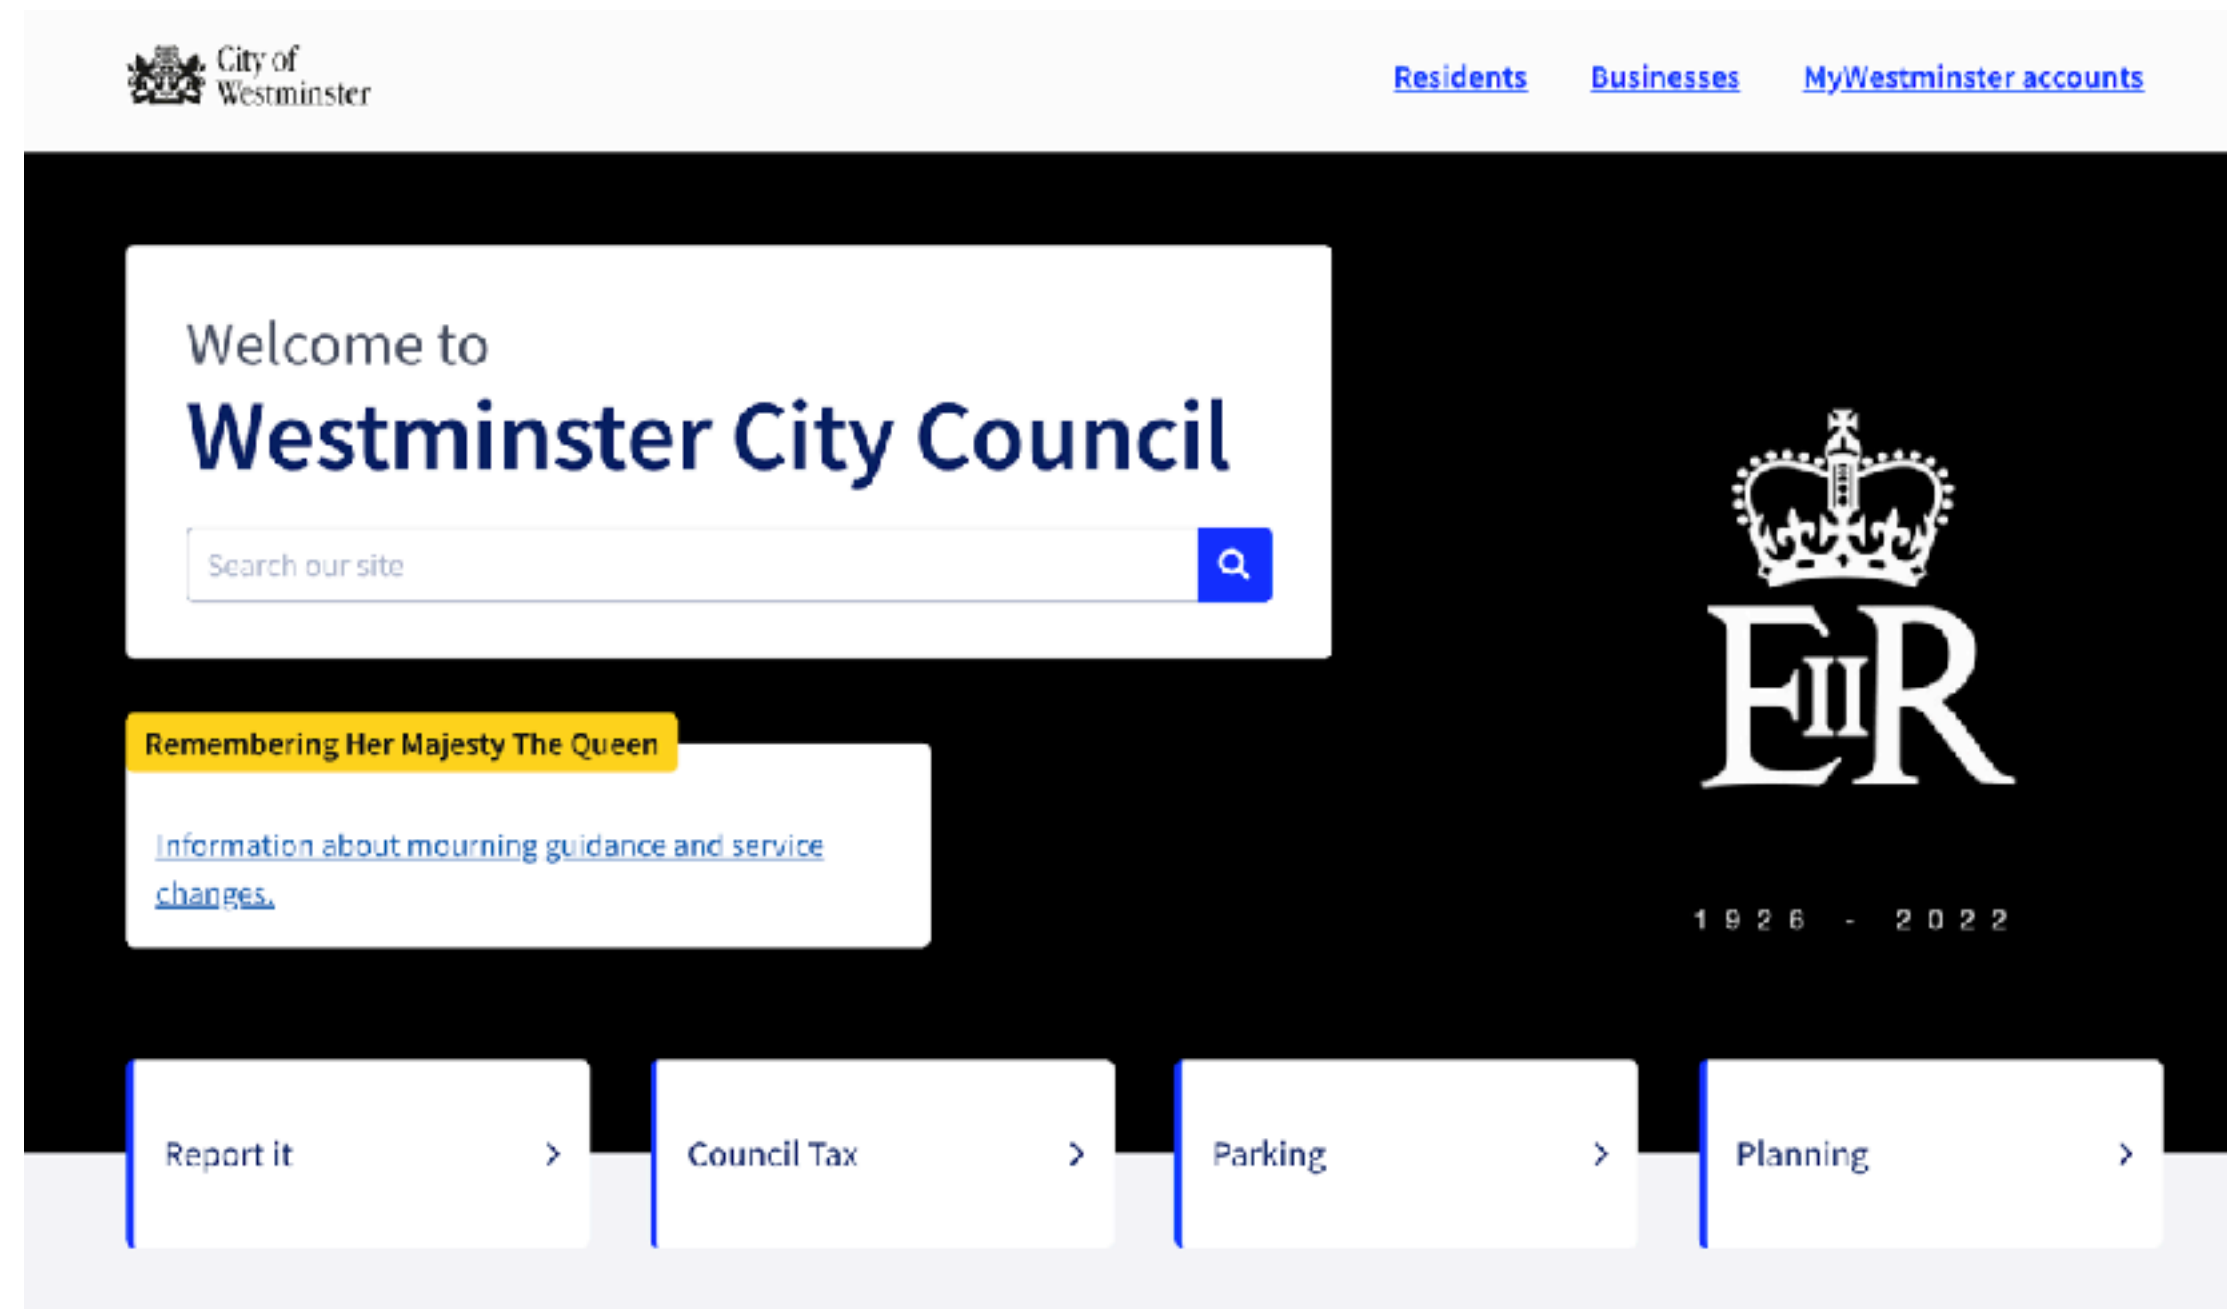 City of
Westminster
Residents
Businesses
MyWestminster accounts
Welcome to
Westminster City Council
Search our site
EIIR
1926 - 2022
Remembering Her Majesty The Queen
Information about mourning guidance and service
changes.
Report it
Council Tax
Parking
Planning